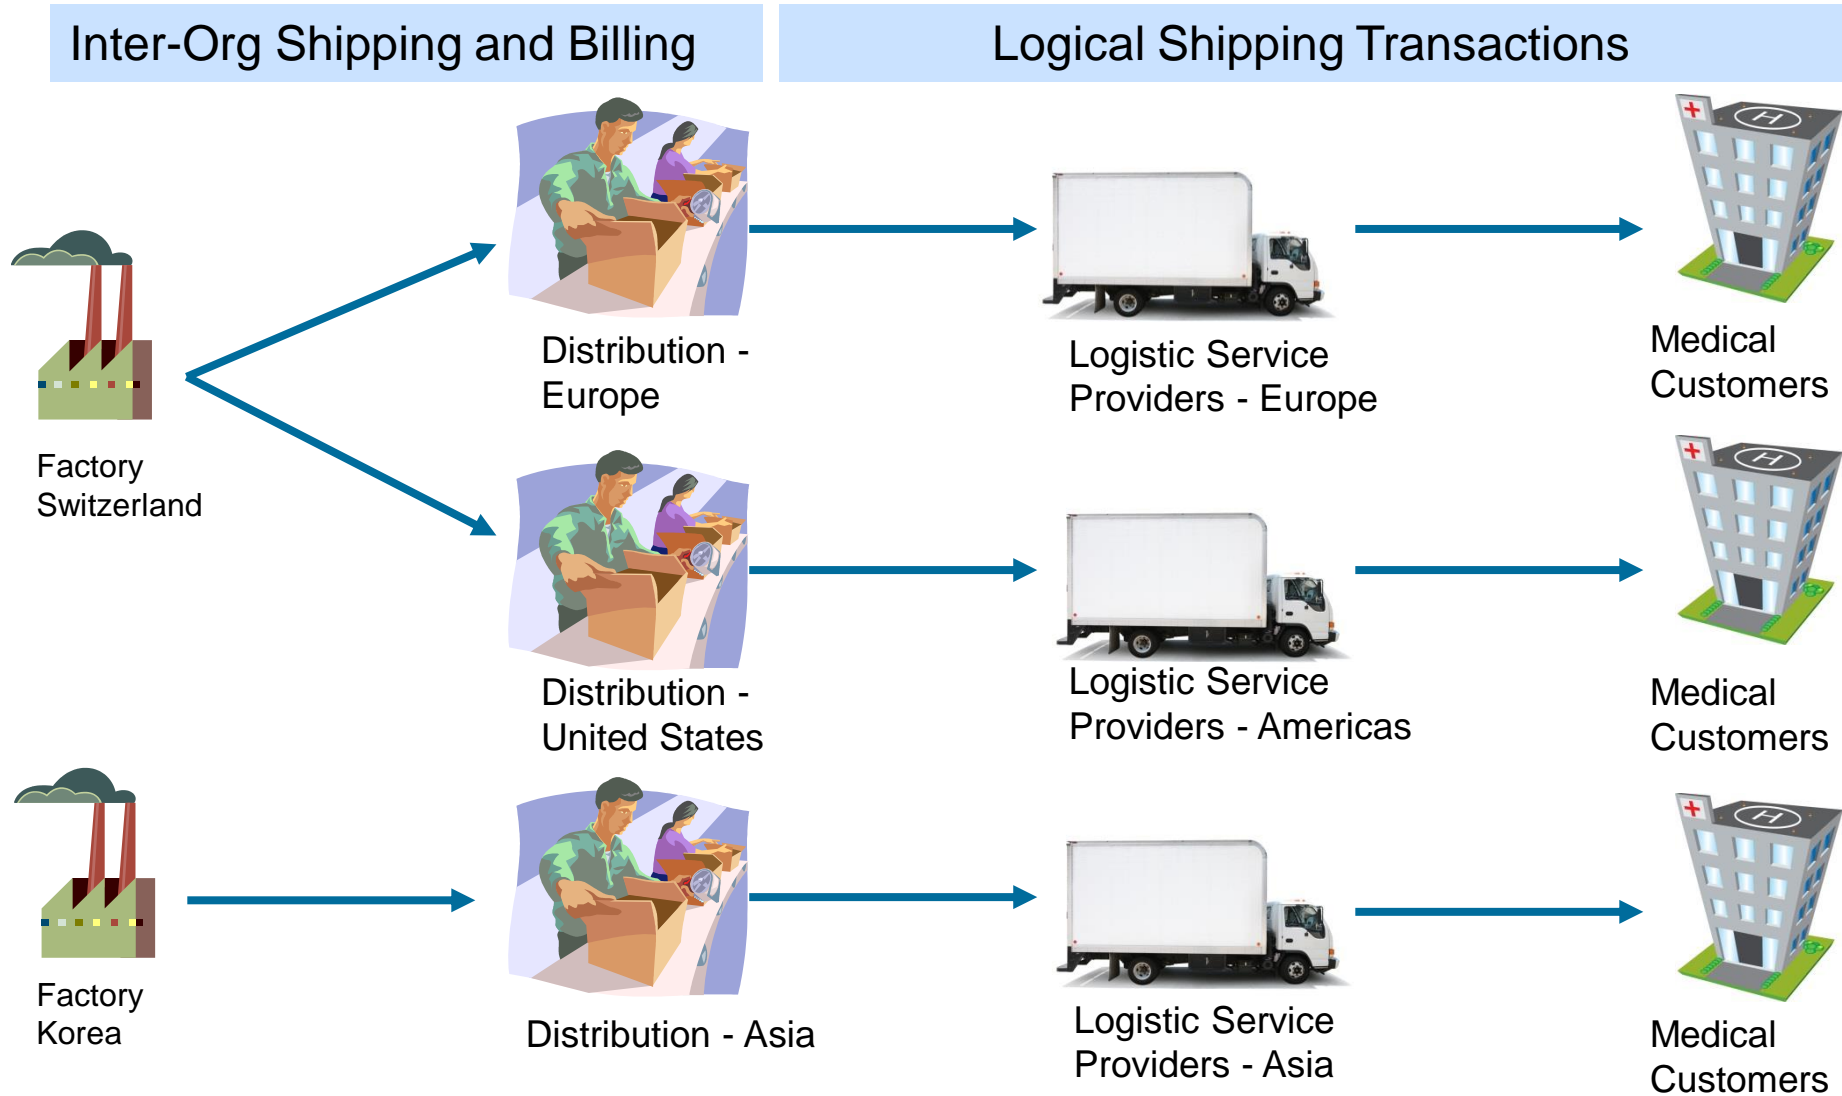 Inter-Org Shipping and Billing
Logical Shipping Transactions
H
Distribution -
Europe
Logistic Service
Providers - Europe
Medical
Customers
Factory
Switzerland
H
Distribution -
United States
Logistic Service
Providers - Americas
Medical
Customers
H
Factory
Korea
Distribution - Asia
Logistic Service
Providers - Asia
Medical
Customers